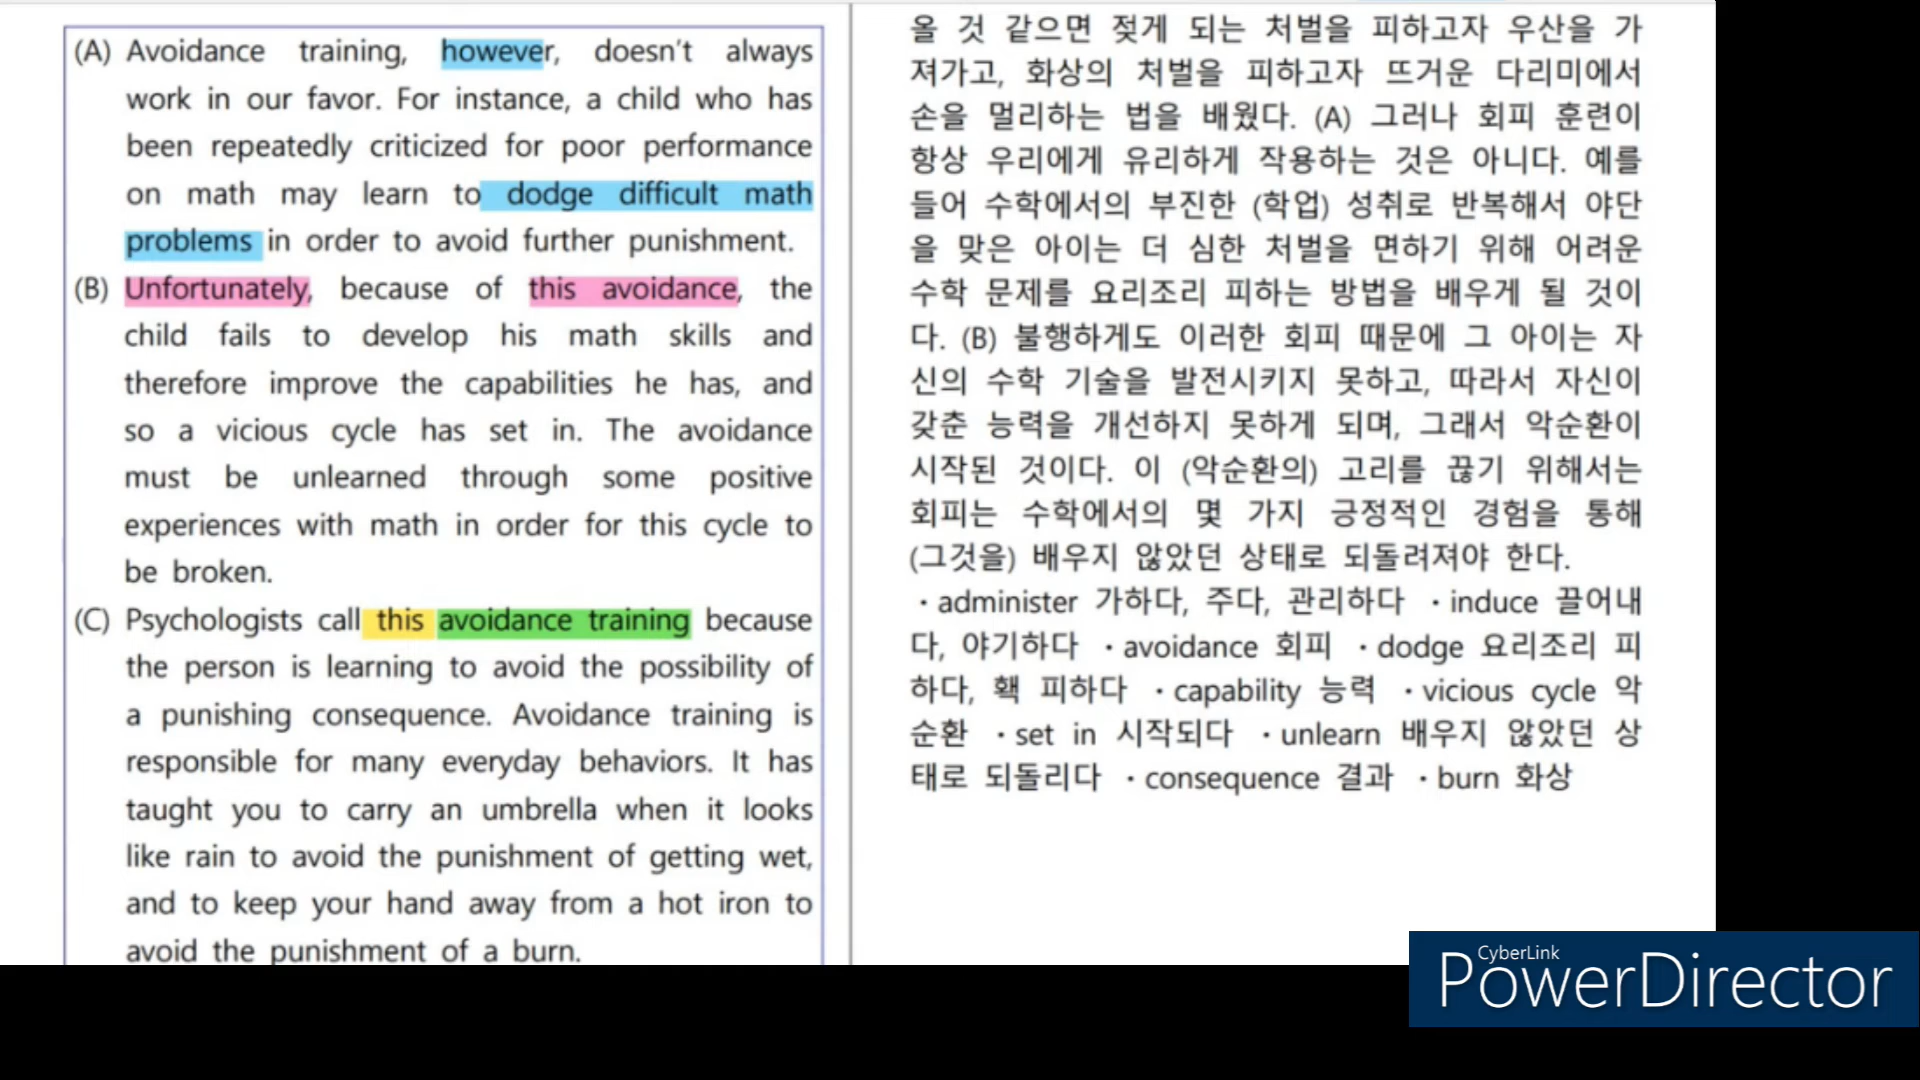 (A) Avoidance training, however, doesn't always
work in our favor. For instance, a child who has
been repeatedly criticized for poor performance
on math may learn to dodge difficult math
problems in order to avoid further punishment.
(B) Unfortunately, because of this avoidance, the
child fails to develop his math skills and
therefore improve the capabilities he has, and
so a vicious cycle has set in. The avoidance
must be unlearned through some positive
experiences with math in order for this cycle to
be broken.
(C) Psychologists call this avoidance training because
the person is learning to avoid the possibility of
a punishing consequence. Avoidance training is
responsible for many everyday behaviors. It has
taught you to carry an umbrella when it looks
like rain to avoid the punishment of getting wet,
and to keep your hand away from a hot iron to
avoid the punishment of a burn.
올 것 같으면 젖게 되는 처벌을 피하고자 우산을 가
져가고, 화상의 처벌을 피하고자 뜨거운 다리미에서
손을 멀리하는 법을 배웠다. (A) 그러나 회피 훈련이
항상 우리에게 유리하게 작용하는 것은 아니다. 예를
들어 수학에서의 부진한 (학업) 성취로 반복해서 야단
을 맞은 아이는 더 심한 처벌을 면하기 위해 어려운
수학 문제를 요리조리 피하는 방법을 배우게 될 것이
다. (B) 불행하게도 이러한 회피 때문에 그 아이는 자
신의 수학 기술을 발전시키지 못하고, 따라서 자신이
갖춘 능력을 개선하지 못하게 되며, 그래서 악순환이
시작된 것이다. 이 (악순환의) 고리를 끊기 위해서는
회피는 수학에서의 몇 가지 긍정적인 경험을 통해
(그것을) 배우지 않았던 상태로 되돌려져야 한다.
・administer 가하다, 주다, 관리하다 ・induce 끌어내
다, 야기하다 ・avoidance 회피 ・dodge 요리조리 피
하다, 홱 피하다 ・capability 능력 ・vicious cycle 악
순환 ・set in 시작되다 ・unlearn 배우지 않았던 상
태로 되돌리다 ・consequence 결과 ・burn 화상
CyberLink
PowerDirector